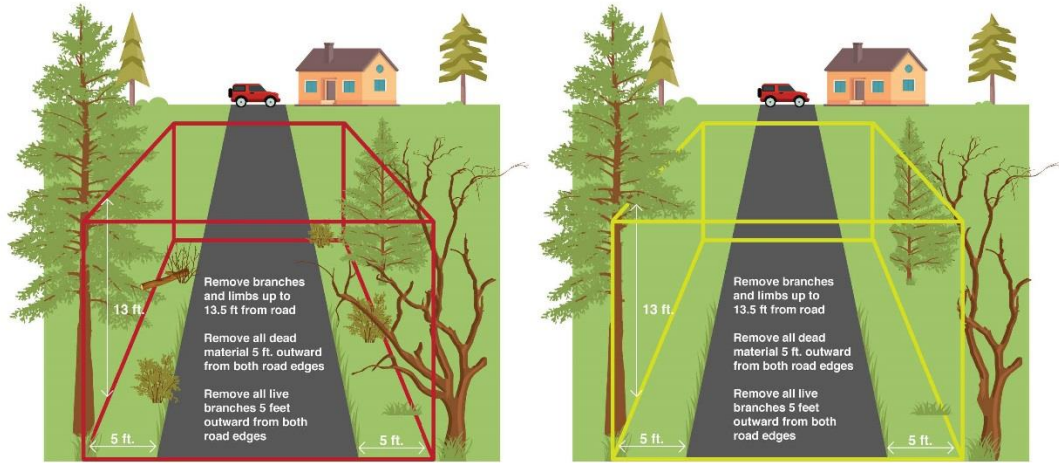 13 ft.
Remove branches
and limbs up to
13.5 ft from road
Remove all dead
material 5 ft. outward
from both road edges
Remove all live
branches 5 feet
outward from both
road edges
5 ft.
5 ft.
13 ft.
Remove branches
and limbs up to
13.5 ft from road
Remove all dead
material 5 ft. outward
from both road edges
Remove all live
branches 5 feet
outward from both
road edges
5 ft.
5 ft.